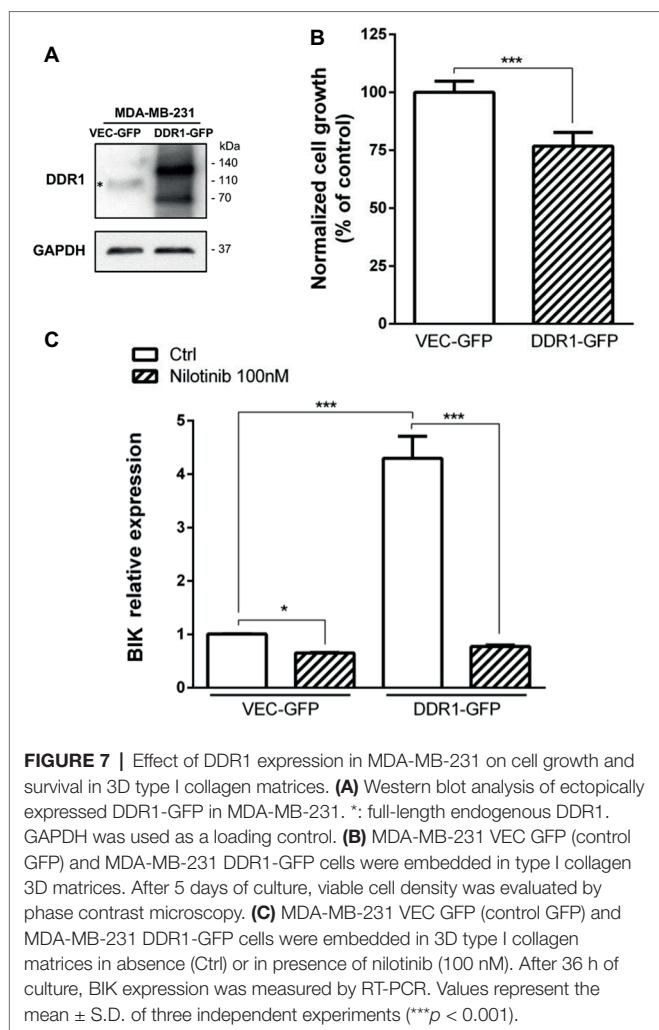 A
MDA-MB-231
VEC-GFP DDR1-GFP
kDa
DDR1
*
- 140
- 110
- 70
GAPDH
- 37
B
Normalized cell growth
(% of control)
125
100
75
50
25
0
***
VEC-GFP DDR1-GFP
C
Ctrl
Nilotinib 100nM
BIK relative expression
5
4
3
2
1
0
***
***
*
VEC-GFP DDR1-GFP
FIGURE 7 | Effect of DDR1 expression in MDA-MB-231 on cell growth and
survival in 3D type I collagen matrices. (A) Western blot analysis of ectopically
expressed DDR1-GFP in MDA-MB-231. *: full-length endogenous DDR1.
GAPDH was used as a loading control. (B) MDA-MB-231 VEC GFP (control
GFP) and MDA-MB-231 DDR1-GFP cells were embedded in type I collagen
3D matrices. After 5 days of culture, viable cell density was evaluated by
phase contrast microscopy. (C) MDA-MB-231 VEC GFP (control GFP) and
MDA-MB-231 DDR1-GFP cells were embedded in 3D type I collagen
matrices in absence (Ctrl) or in presence of nilotinib (100 nM). After 36 h of
culture, BIK expression was measured by RT-PCR. Values represent the
mean ± S.D. of three independent experiments (***p < 0.001).